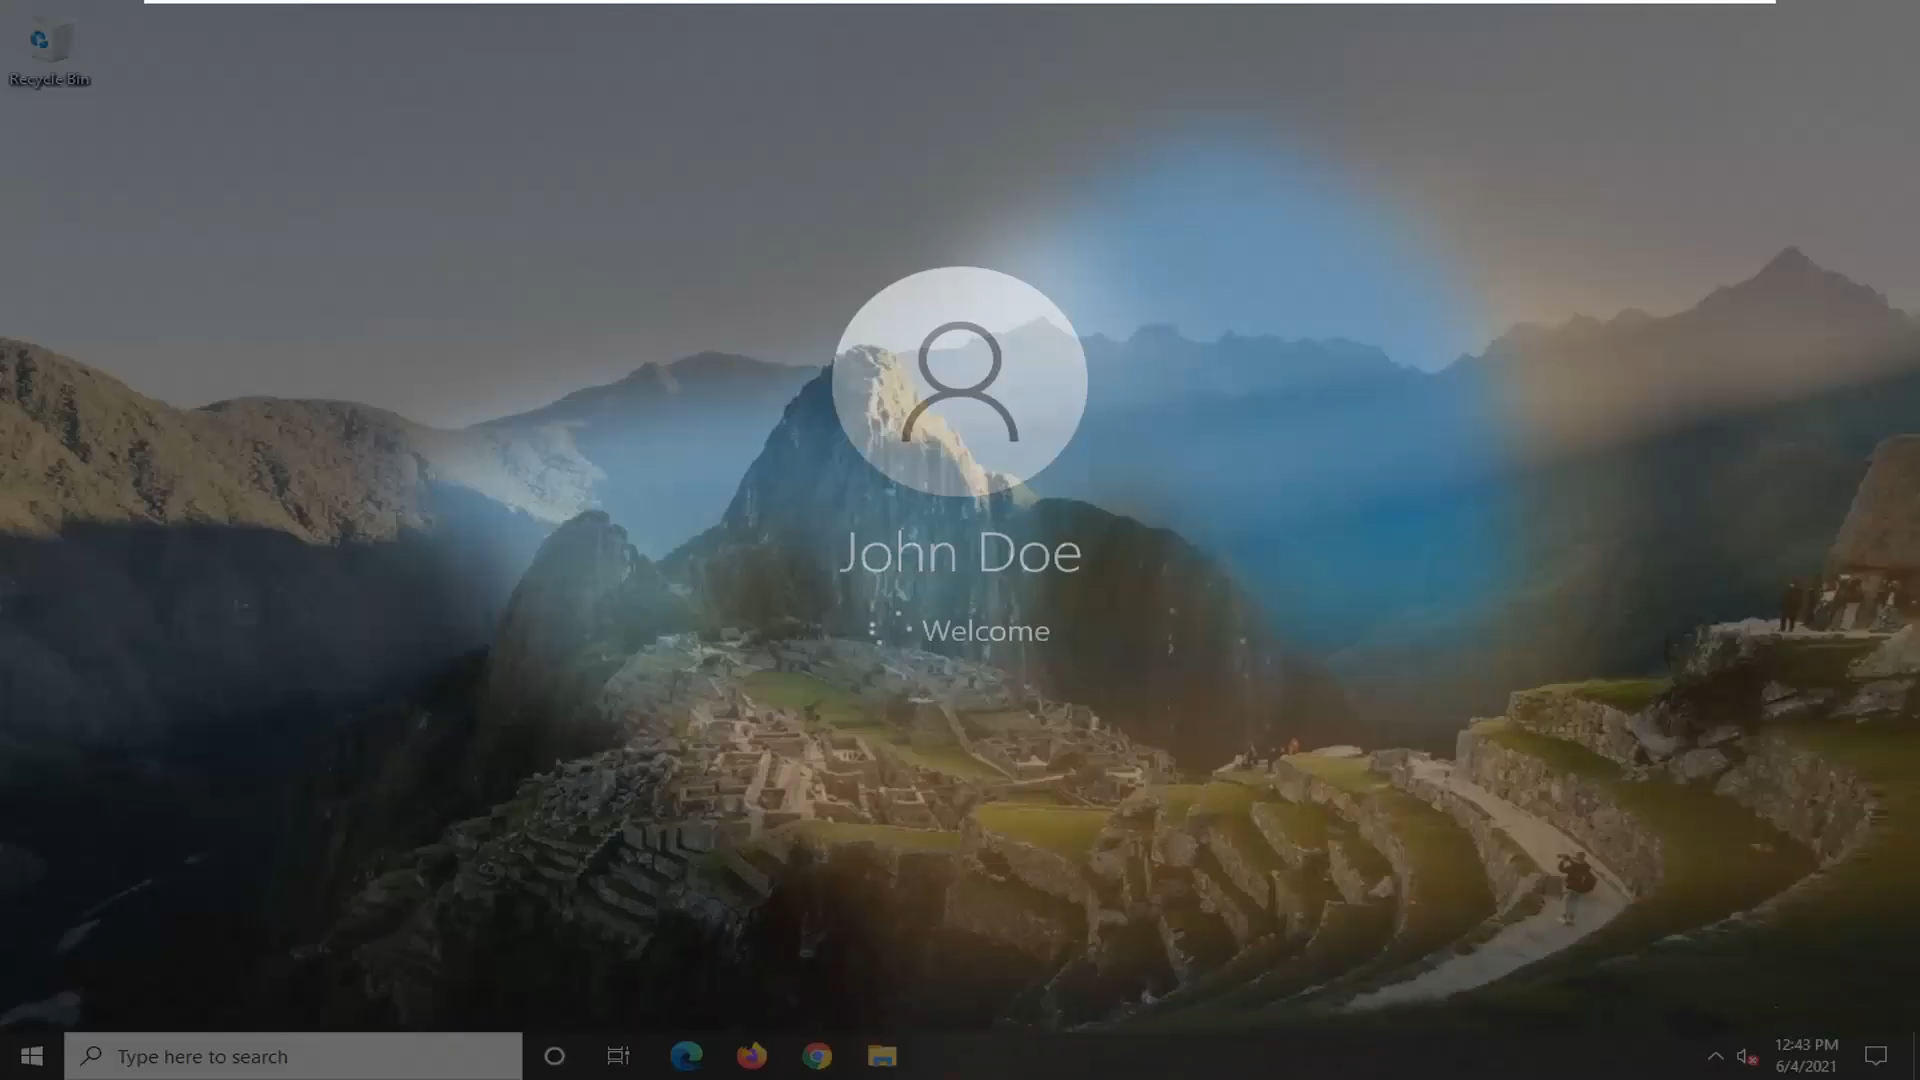 Recycle Bin
John Doe
Welcome
Type here to search
12:43 PM
6/4/2021